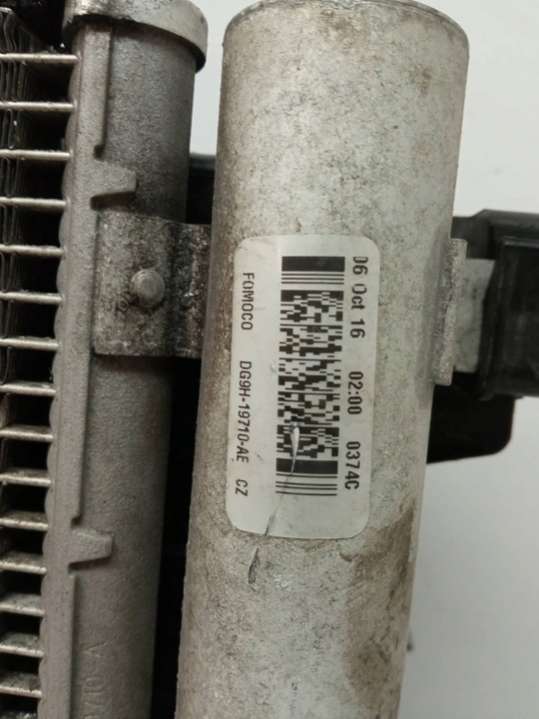 06 Oct 16 02:00 0374C
FOMOCO DG9H-19710-AE CZ